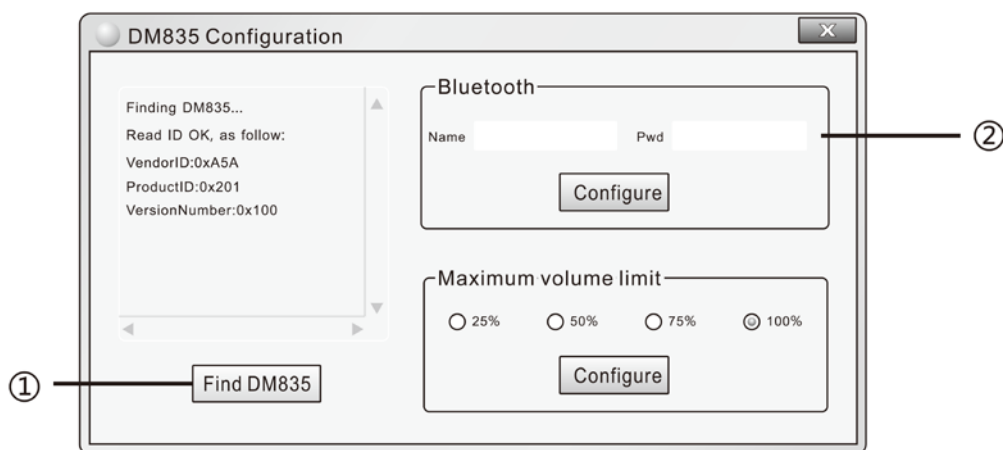 DM835 Configuration X
Finding DM835...
Read ID OK, as follow:
VendorID:0xA5A
ProductID:0x201
VersionNumber:0x100
① Find DM835
Bluetooth
Name Pwd ②
Configure
Maximum volume limit
25% 50% 75% 100%
Configure